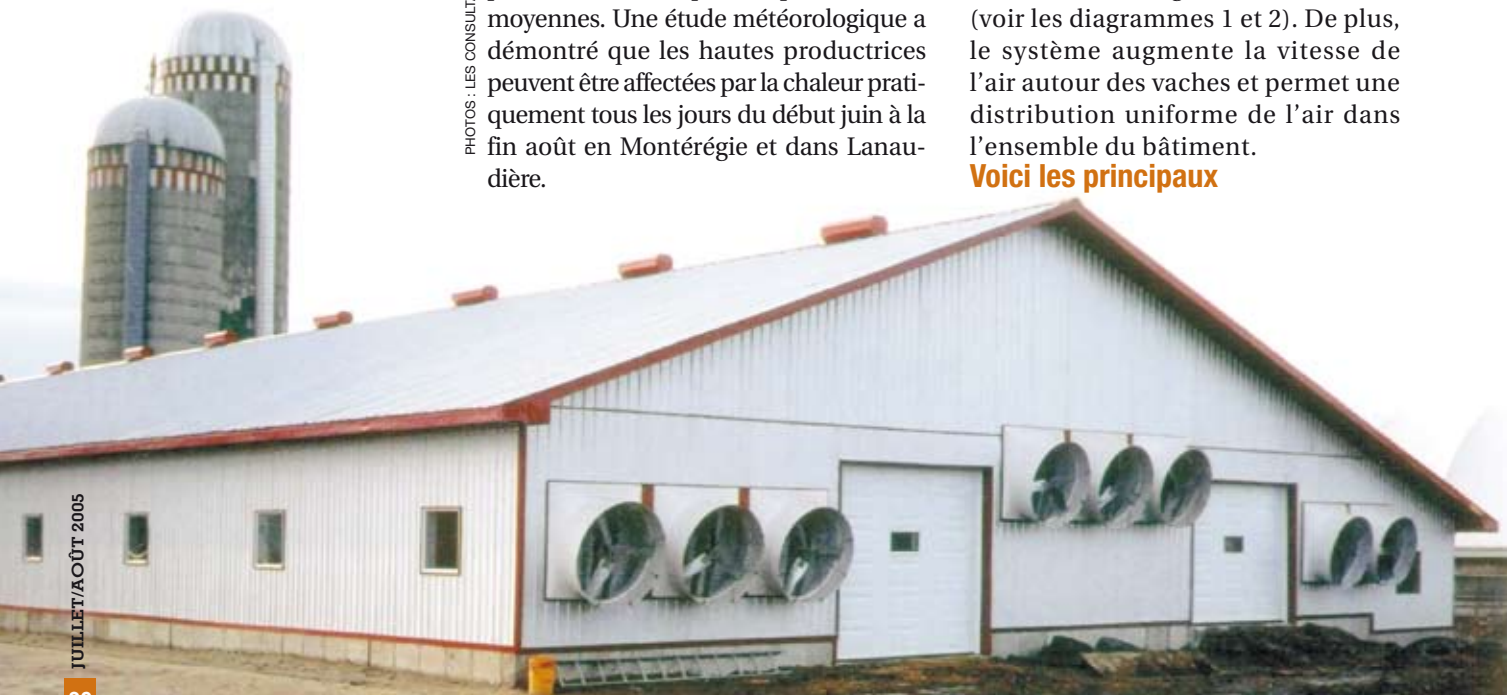 moyennes. Une étude météorologique a
démontré que les hautes productrices
peuvent être affectées par la chaleur prati-
quement tous les jours du début juin à la
fin août en Montérégie et dans Lanau-
dière.
(voir les diagrammes 1 et 2). De plus,
le système augmente la vitesse de
l'air autour des vaches et permet une
distribution uniforme de l'air dans
l'ensemble du bâtiment.
Voici les principaux
PHOTOS : LES
JUILLET/AOÛT 2005